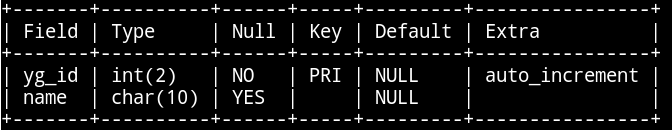 +-------+----------+------+-----+---------+----------------+
| Field | Type     | Null | Key | Default | Extra          |
+-------+----------+------+-----+---------+----------------+
| yg_id | int(2)   | NO   | PRI | NULL    | auto_increment |
| name  | char(10) | YES  |     | NULL    |                |
+-------+----------+------+-----+---------+----------------+